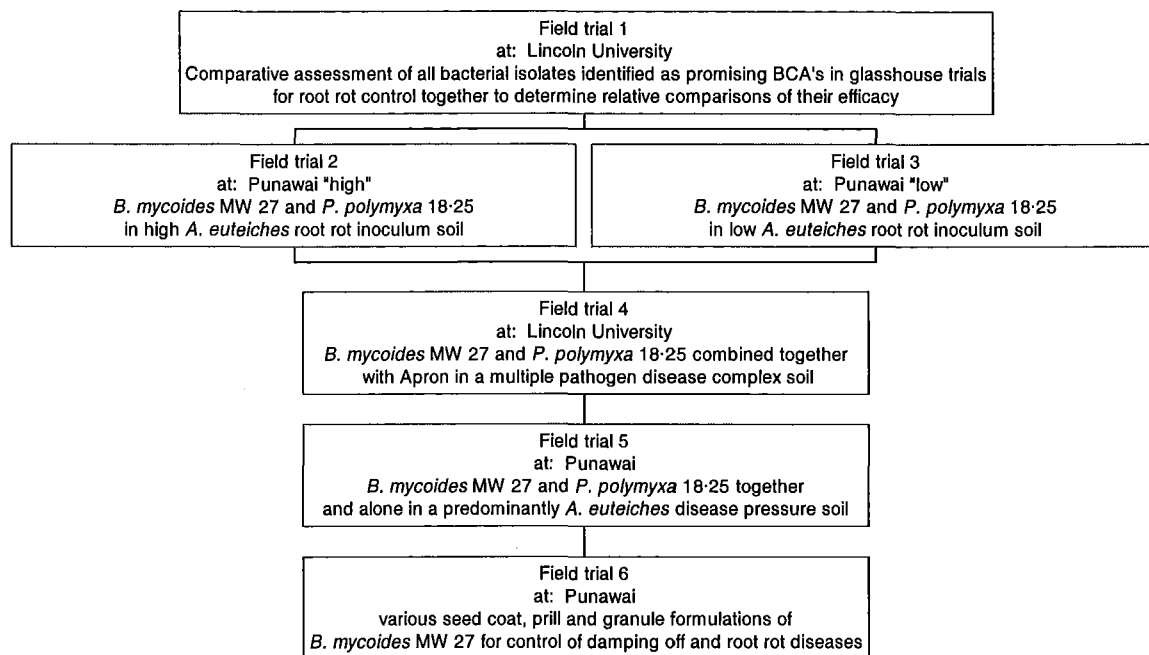 Field trial 1
at: Lincoln University
Comparative assessment of all bacterial isolates identified as promising BCA's in glasshouse trials
for root rot control together to determine relative comparisons of their efficacy
Field trial 2
at: Punawai "high"
B. mycoides MW 27 and P. polymyxa 18·25
in high A. euteiches root rot inoculum soil
Field trial 3
at: Punawai "low"
B. mycoides MW 27 and P. polymyxa 18·25
in low A. euteiches root rot inoculum soil
Field trial 4
at: Lincoln University
B. mycoides MW 27 and P. polymyxa 18·25 combined together
with Apron in a multiple pathogen disease complex soil
Field trial 5
at: Punawai
B. mycoides MW 27 and P. polymyxa 18·25 together
and alone in a predominantly A. euteiches disease pressure soil
Field trial 6
at: Punawai
various seed coat, prill and granule formulations of
B. mycoides MW 27 for control of damping off and root rot diseases